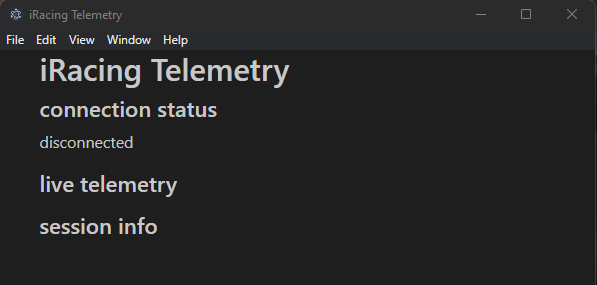 iRacing Telemetry
File Edit View Window Help
iRacing Telemetry
connection status
disconnected
live telemetry
session info